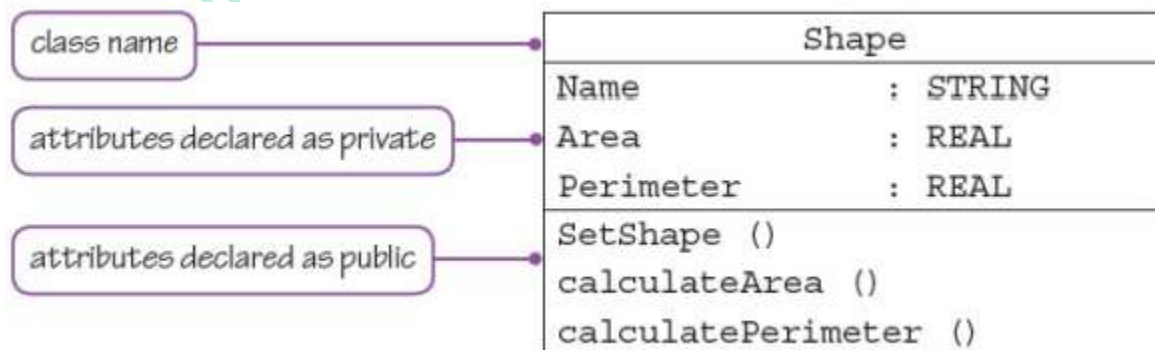 class name
Shape
Name : STRING
attributes declared as private
Area : REAL
Perimeter : REAL
SetShape ()
attributes declared as public
calculateArea ()
calculatePerimeter ()